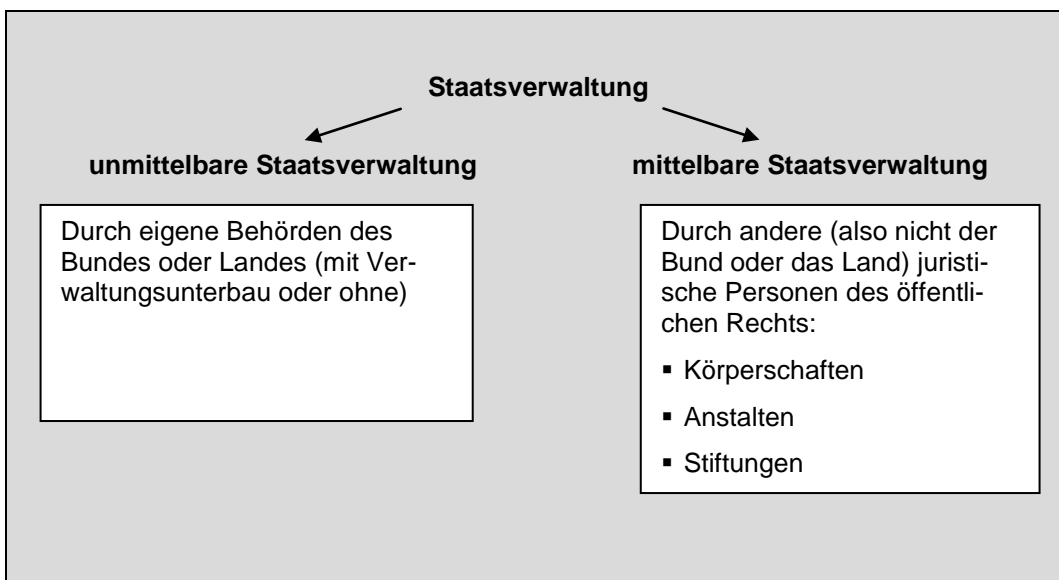 Staatsverwaltung
unmittelbare Staatsverwaltung
mittelbare Staatsverwaltung
Durch eigene Behörden des
Bundes oder Landes (mit Ver-
waltungsunterbau oder ohne)
Durch andere (also nicht der
Bund oder das Land) juristi-
sche Personen des öffentli-
chen Rechts:
▪ Körperschaften
▪ Anstalten
▪ Stiftungen